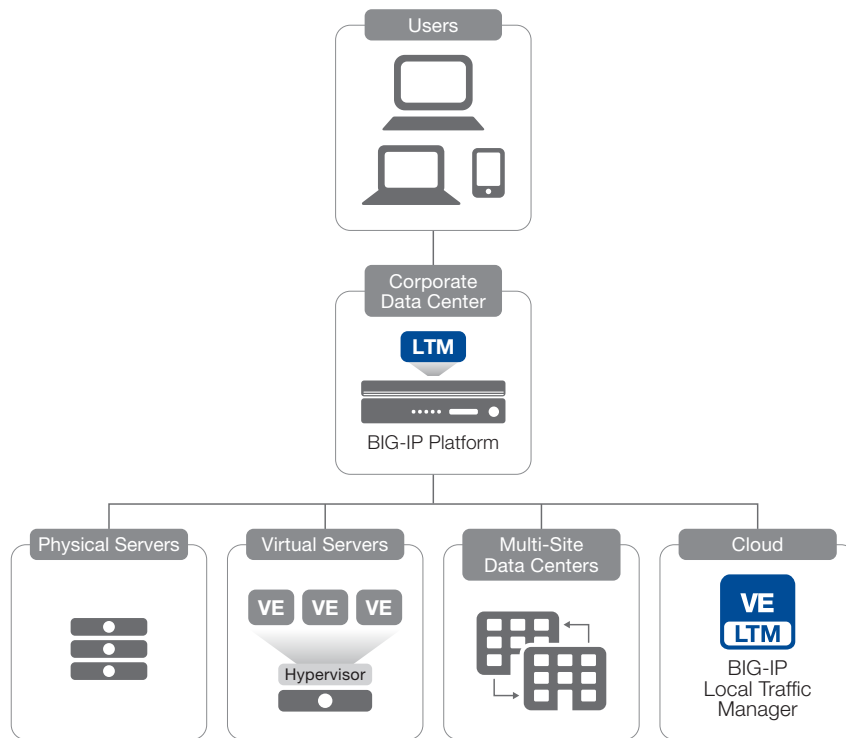 Users
Corporate
Data Center
LTM
BIG-IP Platform
Physical Servers
Virtual Servers
VE VE VE
Hypervisor
Multi-Site
Data Centers
Cloud
VE
LTM
BIG-IP
Local Traffic
Manager